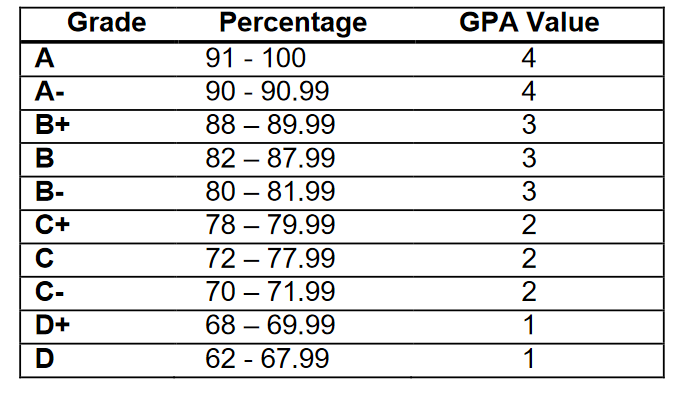 Grade Percentage GPA Value
A 91 - 100 4
A- 90 - 90.99 4
B+ 88 – 89.99 3
B 82 – 87.99 3
B- 80 – 81.99 3
C+ 78 – 79.99 2
C 72 – 77.99 2
C- 70 – 71.99 2
D+ 68 – 69.99 1
D 62 - 67.99 1